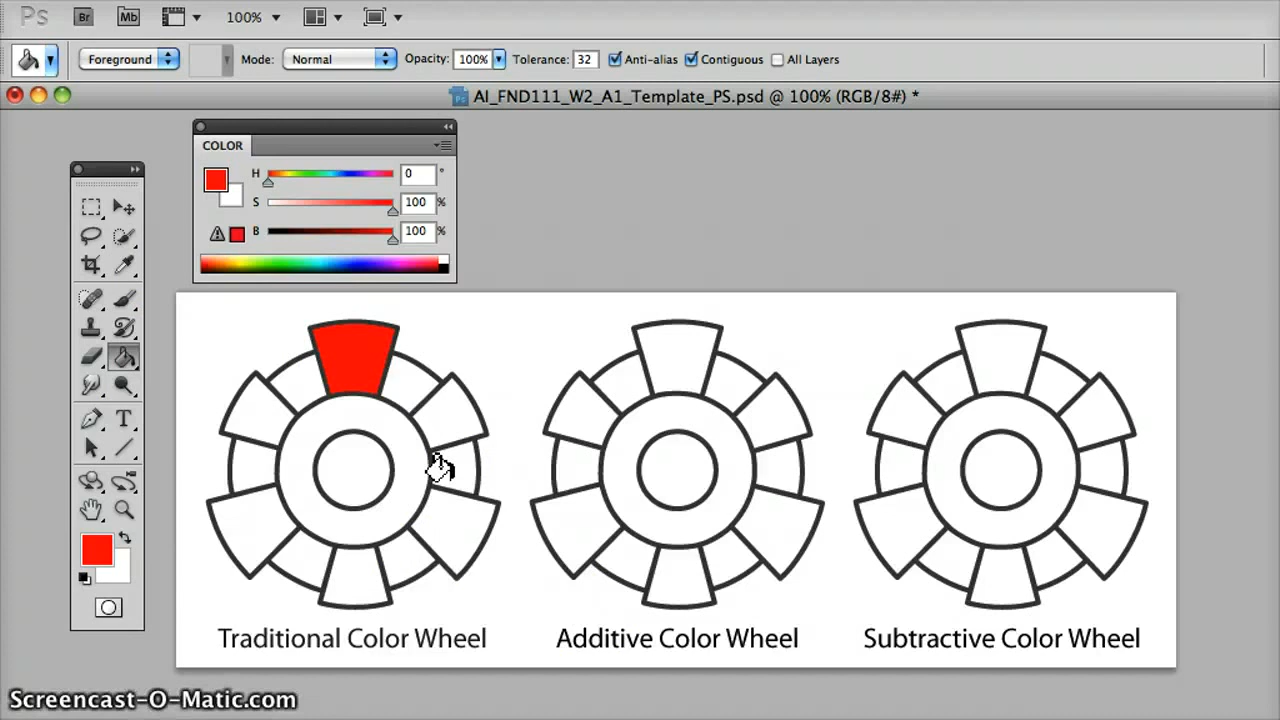 Ps Br Mb 100%
Foreground Mode: Normal Opacity: 100% Tolerance: 32 Anti-alias Contiguous All Layers
AI_FND111_W2_A1_Template_PS.psd @ 100% (RGB/8#) *
COLOR
H 0 °
S 100 %
B 100 %
T
Traditional Color Wheel Additive Color Wheel Subtractive Color Wheel
Screencast-O-Matic.com